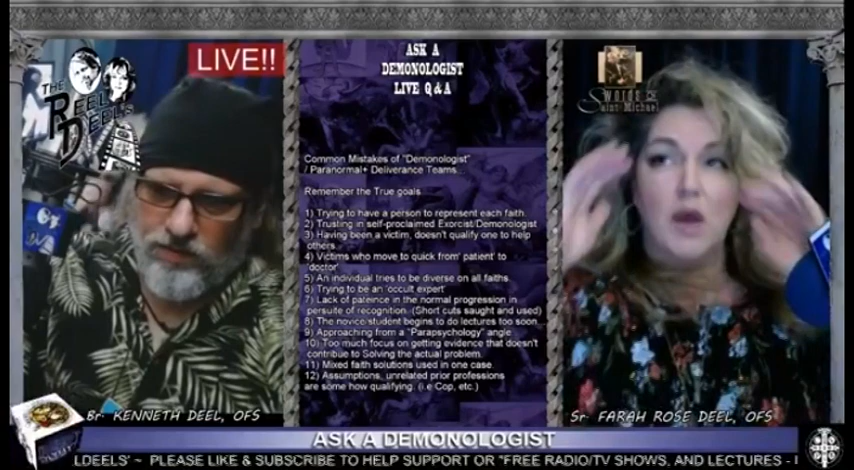 THE
REEL
DEELS
LIVE!!
ASK A
DEMONOLOGIST
LIVE Q & A
WORDS
Saint-Michael
Common Mistakes of "Demonologist"
/ Paranormal+ Deliverance Teams...
Remember the True goals
1) Trying to have a person to represent each faith.
2) Trusting in self-proclaimed Exorcist/Demonologist
3) Having been a victim, doesn't qualify one to help
others.
4) Victims who move to quick from' patient' to
'doctor'
5) An individual tries to be diverse on all faiths.
6) Trying to be an 'occult expert'
7) Lack of patience in the normal progression in
persuite of recognition. (Short cuts saught and used)
8) The novice/student begins to do lectures too soon.
9) Approaching from a "Parapsychology" angle
10) Too much focus on getting evidence that doesn't
contribute to Solving the actual problem.
11) Mixed faith solutions used in one case.
12) Assumptions, unrelated prior professions
are some how qualifying. (i.e Cop, etc.)
Br. KENNETH DEEL, OFS
Sr. FARAH ROSE DEEL, OFS
ASK A DEMONOLOGIST
LDEELS' ~ PLEASE LIKE & SUBSCRIBE TO HELP SUPPORT OR "FREE RADIO/TV SHOWS. AND LECTURES -